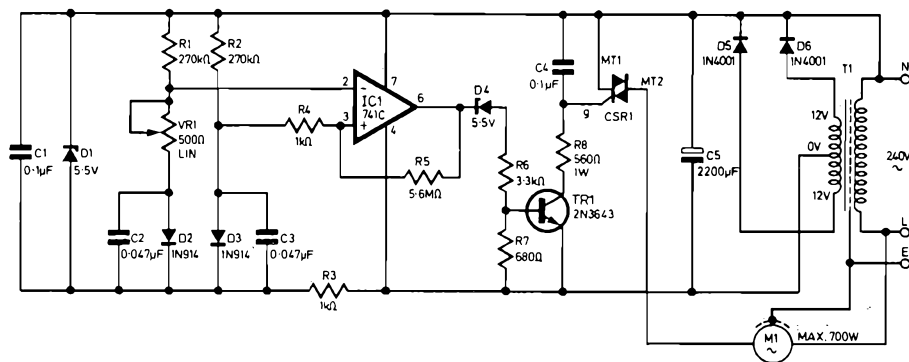 R1
270kΩ
R2
270kΩ
C1
0·1μF
D1
5·5V
VR1
500Ω
LIN
C2
0·047μF
D2
1N914
D3
1N914
C3
0·047μF
R3
1kΩ
R4
1kΩ
2
3
-
+
IC1
741C
7
4
6
R5
5·6MΩ
D4
5·5V
R6
3·3kΩ
R7
680Ω
TR1
2N3643
R8
560Ω
1W
C4
0·1μF
MT1
MT2
g
CSR1
C5
2200μF
D5
1N4001
D6
1N4001
T1
12V
0V
12V
N
240V
~
L
E
M1
~
MAX. 700W